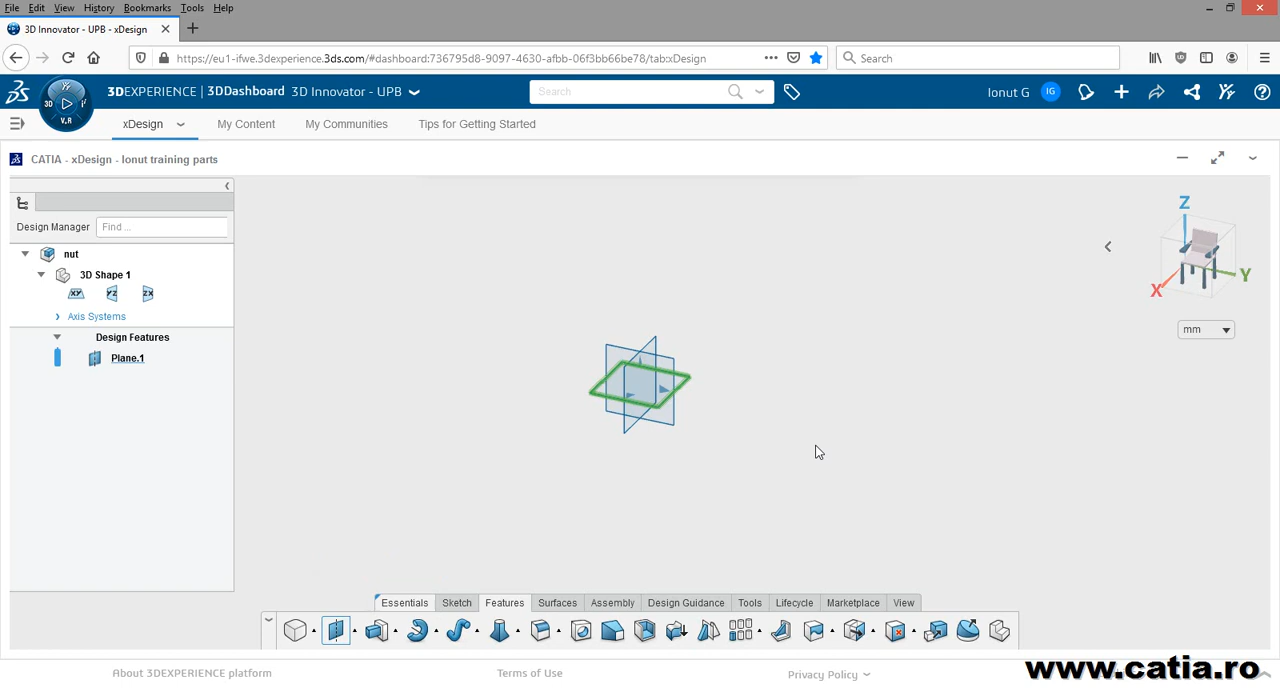 File Edit View History Bookmarks Tools Help
3D Innovator - UPB - xDesign
https://eu1-ifwe.3dexperience.3ds.com/#dashboard:736795d8-9097-4630-afbb-06f3bb66be78/tab:xDesign
Search
3DEXPERIENCE | 3DDashboard 3D Innovator - UPB
Search
Ionut G IG
3D V.R
xDesign My Content My Communities Tips for Getting Started
CATIA - xDesign - Ionut training parts
Design Manager Find ...
nut
3D Shape 1
XY YZ ZX
Axis Systems
Design Features
Plane.1
Z
Y
X
mm
Essentials Sketch Features Surfaces Assembly Design Guidance Tools Lifecycle Marketplace View
About 3DEXPERIENCE platform Terms of Use Privacy Policy
www.catia.ro